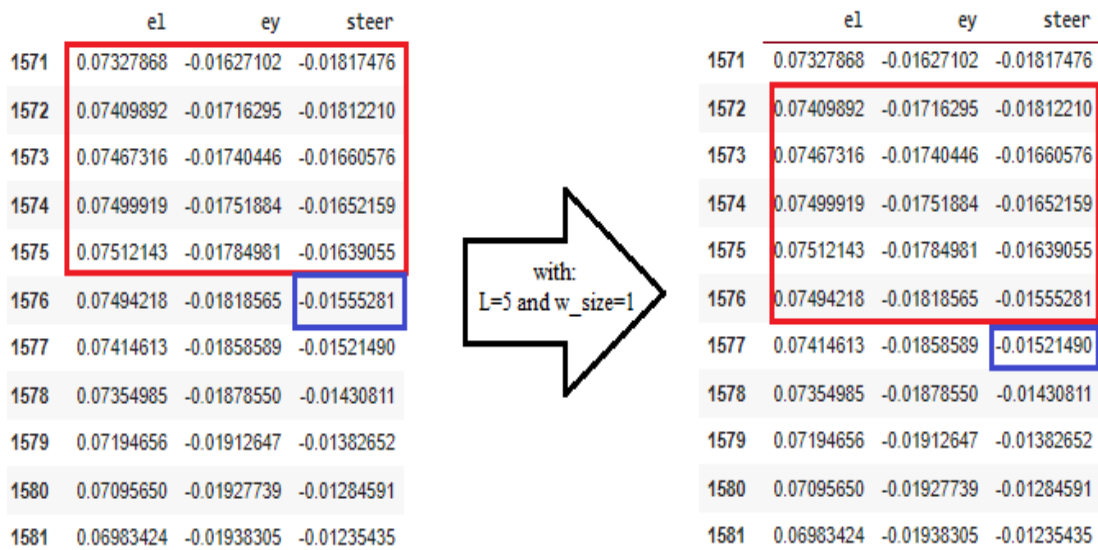 el ey steer
1571 0.07327868 -0.01627102 -0.01817476
1572 0.07409892 -0.01716295 -0.01812210
1573 0.07467316 -0.01740446 -0.01660576
1574 0.07499919 -0.01751884 -0.01652159
1575 0.07512143 -0.01784981 -0.01639055
1576 0.07494218 -0.01818565 -0.01555281
1577 0.07414613 -0.01858589 -0.01521490
1578 0.07354985 -0.01878550 -0.01430811
1579 0.07194656 -0.01912647 -0.01382652
1580 0.07095650 -0.01927739 -0.01284591
1581 0.06983424 -0.01938305 -0.01235435
with:
L=5 and w_size=1
el ey steer
1571 0.07327868 -0.01627102 -0.01817476
1572 0.07409892 -0.01716295 -0.01812210
1573 0.07467316 -0.01740446 -0.01660576
1574 0.07499919 -0.01751884 -0.01652159
1575 0.07512143 -0.01784981 -0.01639055
1576 0.07494218 -0.01818565 -0.01555281
1577 0.07414613 -0.01858589 -0.01521490
1578 0.07354985 -0.01878550 -0.01430811
1579 0.07194656 -0.01912647 -0.01382652
1580 0.07095650 -0.01927739 -0.01284591
1581 0.06983424 -0.01938305 -0.01235435